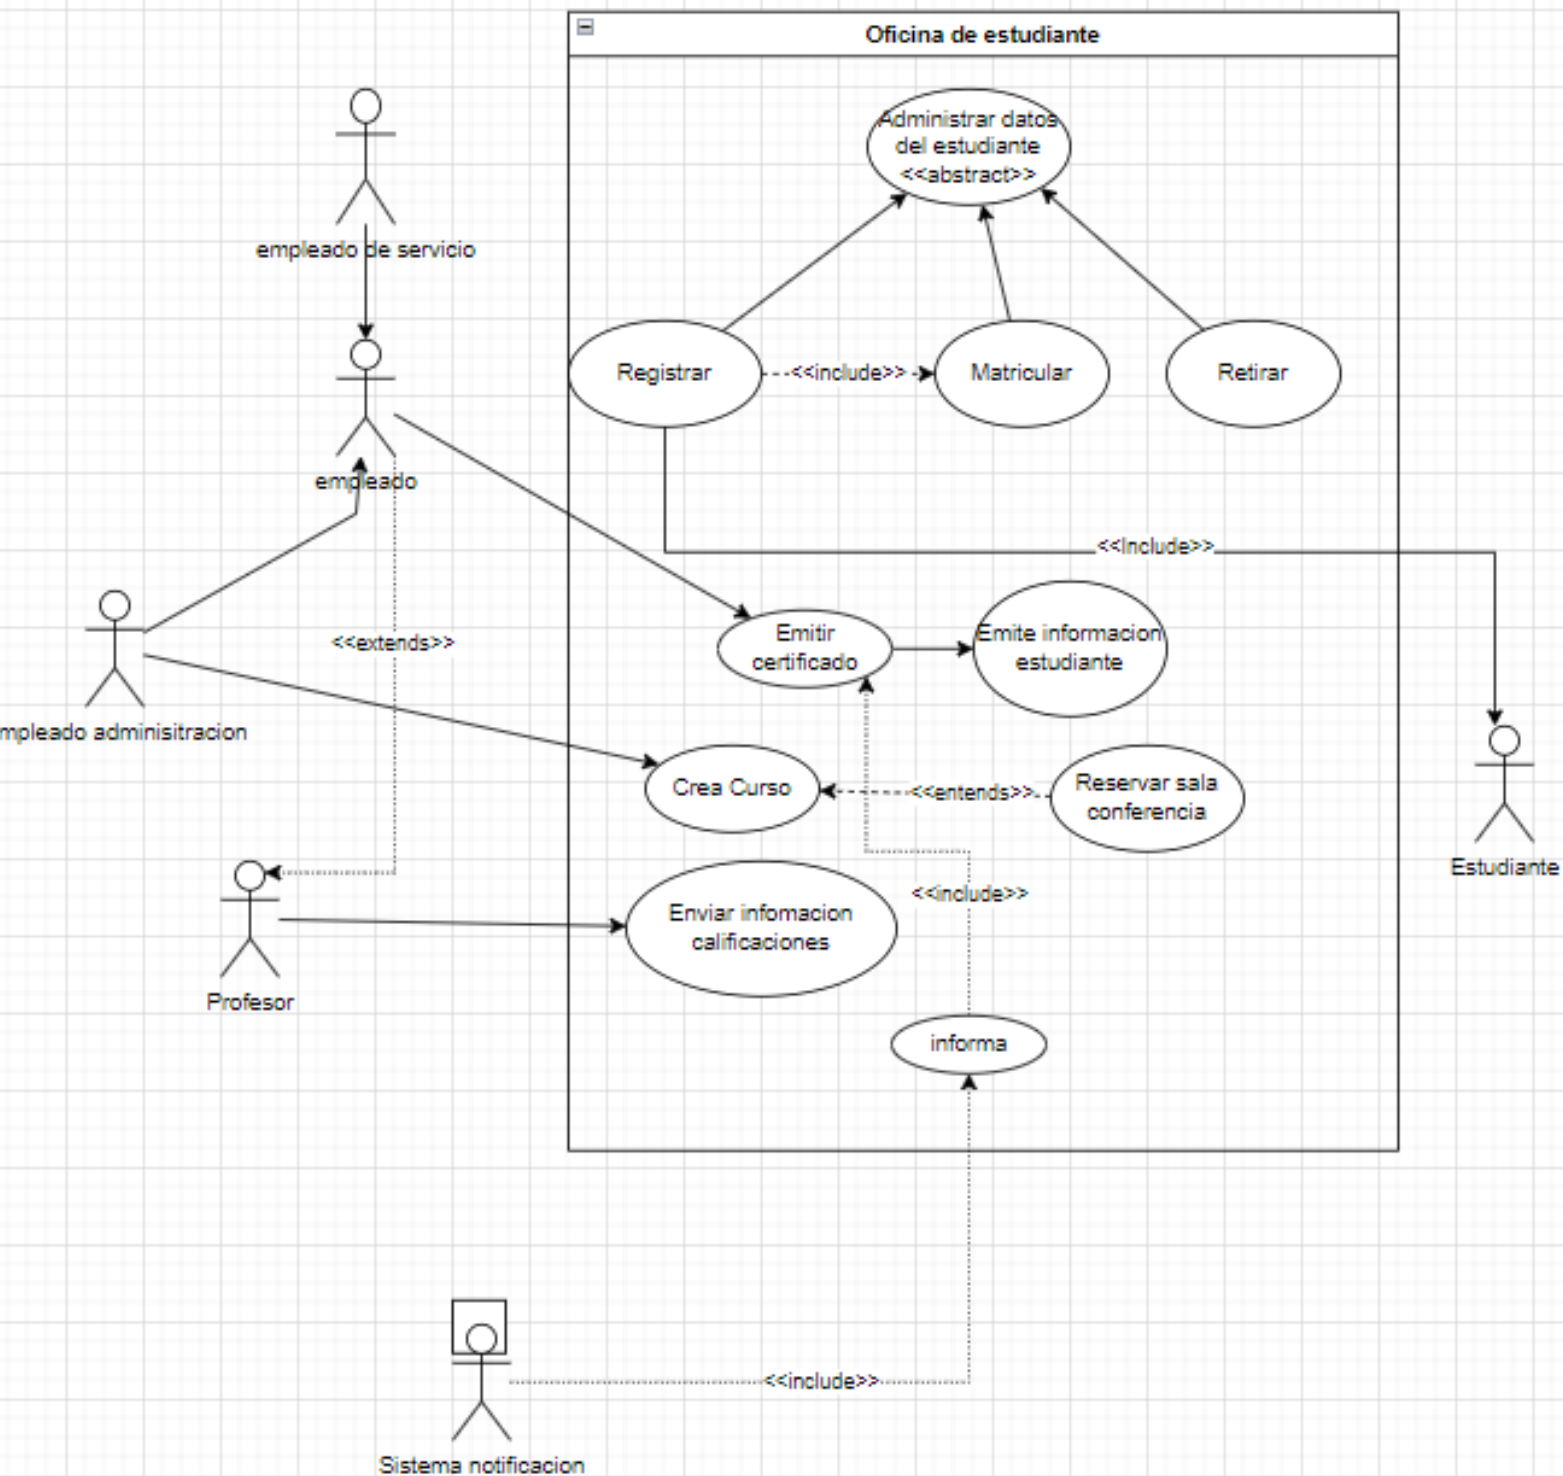 Oficina de estudiante
Administrar datos
del estudiante
<<abstract>>
empleado de servicio
Registrar
<<include>>
Matricular
Retirar
empleado
<<Include>>
<<extends>>
Emitir
certificado
Emite informacion
estudiante
mpleado adminisitracion
Crea Curso
<<entends>>
Reservar sala
conferencia
Estudiante
<<include>>
Enviar infomacion
calificaciones
Profesor
informa
<<include>>
Sistema notificacion